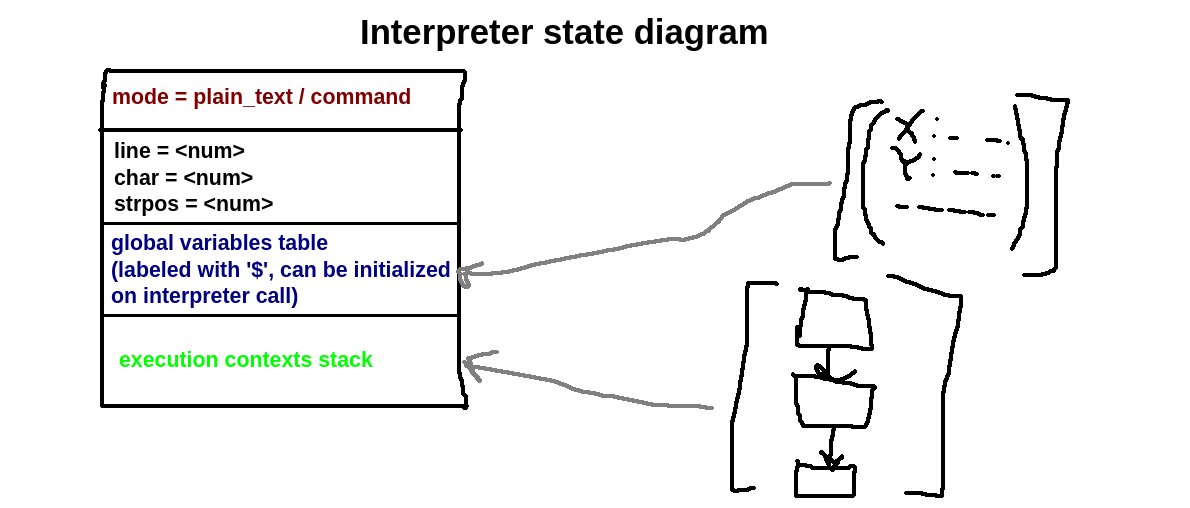 Interpreter state diagram
mode = plain_text / command
line = <num>
char = <num>
strpos = <num>
global variables table
(labeled with '$', can be initialized
on interpreter call)
execution contexts stack
X:
Y: